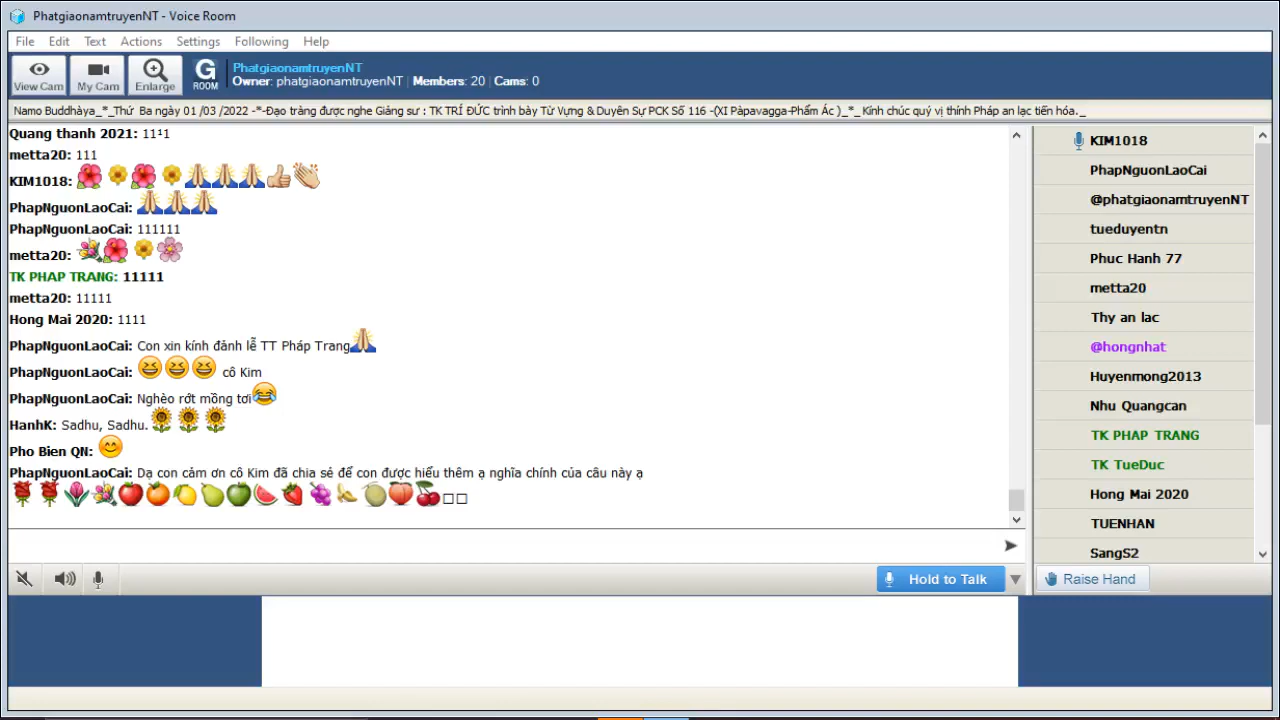 PhatgiaonamtruyenNT - Voice Room
File Edit Text Actions Settings Following Help
View Cam My Cam Enlarge G ROOM
PhatgiaonamtruyenNT
Owner: phatgiaonamtruyenNT | Members: 20 | Cams: 0
Namo Buddhàya_*_Thứ Ba ngày 01 /03 /2022 -*-Đạo tràng được nghe Giảng sư : TK TRÍ ĐỨC trình bày Từ Vựng & Duyên Sự PCK Số 116 -(XI Pàpavagga-Phẩm Ác )_*_Kính chúc quý vị thính Pháp an lạc tiến hóa._
Quang thanh 2021: 11¹1
metta20: 111
KIM1018: 🌺🌼🌺🌼🙏🙏🙏👍👏
PhapNguonLaoCai: 🙏🙏🙏
PhapNguonLaoCai: 111111
metta20: 💐🌺🌼🌸
TK PHAP TRANG: 11111
metta20: 11111
Hong Mai 2020: 1111
PhapNguonLaoCai: Con xin kính đảnh lễ TT Pháp Trang🙏
PhapNguonLaoCai: 😆😆😆 cô Kim
PhapNguonLaoCai: Nghèo rớt mồng tơi😂
HanhK: Sadhu, Sadhu. 🌻🌻🌻
Pho Bien QN: 😊
PhapNguonLaoCai: Dạ con cảm ơn cô Kim đã chia sẻ để con được hiểu thêm ạ nghĩa chính của câu này ạ
🌹🌹🌷💐🍎🍊🍋🍐🍏🍉🍓🍇🍌🍈🍑🍒□□
Hold to Talk
KIM1018
PhapNguonLaoCai
@phatgiaonamtruyenNT
tueduyentn
Phuc Hanh 77
metta20
Thy an lac
@hongnhat
Huyenmong2013
Nhu Quangcan
TK PHAP TRANG
TK TueDuc
Hong Mai 2020
TUENHAN
SangS2
Raise Hand